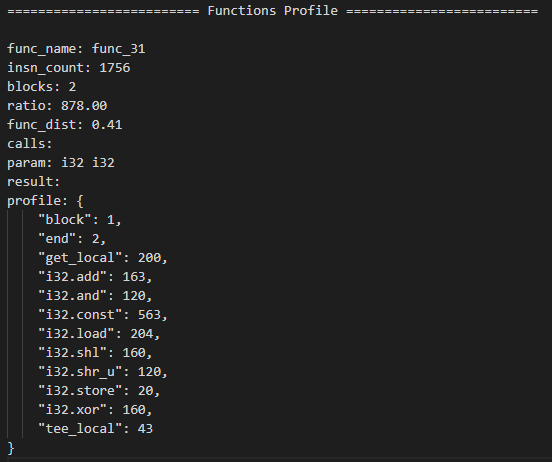 ========================= Functions Profile =========================
func_name: func_31
insn_count: 1756
blocks: 2
ratio: 878.00
func_dist: 0.41
calls:
param: i32 i32
result:
profile: {
"block": 1,
"end": 2,
"get_local": 200,
"i32.add": 163,
"i32.and": 120,
"i32.const": 563,
"i32.load": 204,
"i32.shl": 160,
"i32.shr_u": 120,
"i32.store": 20,
"i32.xor": 160,
"tee_local": 43
}